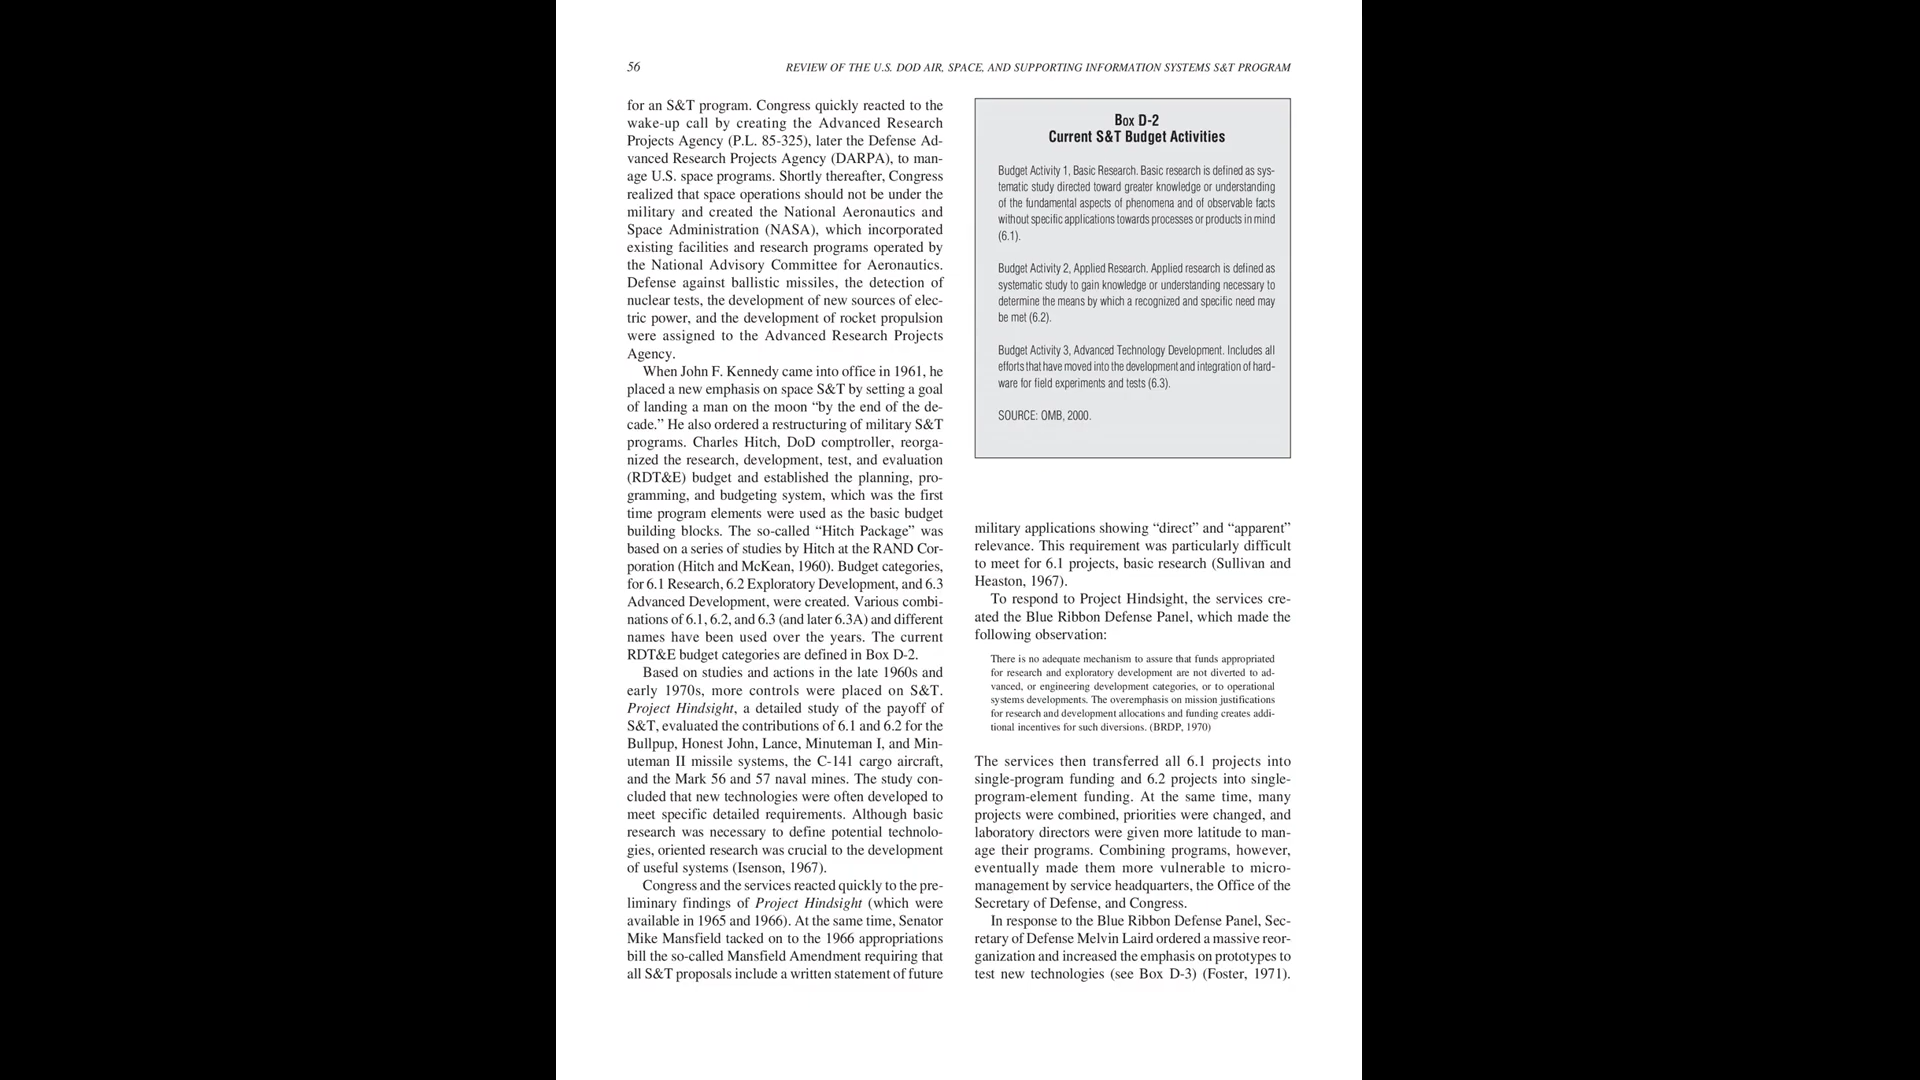 56
REVIEW OF THE U.S. DOD AIR, SPACE, AND SUPPORTING INFORMATION SYSTEMS S&T PROGRAM
for an S&T program. Congress quickly reacted to the
wake-up call by creating the Advanced Research
Projects Agency (P.L. 85-325), later the Defense Ad-
vanced Research Projects Agency (DARPA), to man-
age U.S. space programs. Shortly thereafter, Congress
realized that space operations should not be under the
military and created the National Aeronautics and
Space Administration (NASA), which incorporated
existing facilities and research programs operated by
the National Advisory Committee for Aeronautics.
Defense against ballistic missiles, the detection of
nuclear tests, the development of new sources of elec-
tric power, and the development of rocket propulsion
were assigned to the Advanced Research Projects
Agency.
When John F. Kennedy came into office in 1961, he
placed a new emphasis on space S&T by setting a goal
of landing a man on the moon “by the end of the de-
cade.” He also ordered a restructuring of military S&T
programs. Charles Hitch, DoD comptroller, reorga-
nized the research, development, test, and evaluation
(RDT&E) budget and established the planning, pro-
gramming, and budgeting system, which was the first
time program elements were used as the basic budget
building blocks. The so-called “Hitch Package” was
based on a series of studies by Hitch at the RAND Cor-
poration (Hitch and McKean, 1960). Budget categories,
for 6.1 Research, 6.2 Exploratory Development, and 6.3
Advanced Development, were created. Various combi-
nations of 6.1, 6.2, and 6.3 (and later 6.3A) and different
names have been used over the years. The current
RDT&E budget categories are defined in Box D-2.
Based on studies and actions in the late 1960s and
early 1970s, more controls were placed on S&T.
Project Hindsight, a detailed study of the payoff of
S&T, evaluated the contributions of 6.1 and 6.2 for the
Bullpup, Honest John, Lance, Minuteman I, and Min-
uteman II missile systems, the C-141 cargo aircraft,
and the Mark 56 and 57 naval mines. The study con-
cluded that new technologies were often developed to
meet specific detailed requirements. Although basic
research was necessary to define potential technolo-
gies, oriented research was crucial to the development
of useful systems (Isenson, 1967).
Congress and the services reacted quickly to the pre-
liminary findings of Project Hindsight (which were
available in 1965 and 1966). At the same time, Senator
Mike Mansfield tacked on to the 1966 appropriations
bill the so-called Mansfield Amendment requiring that
all S&T proposals include a written statement of future
Box D-2
Current S&T Budget Activities
Budget Activity 1, Basic Research. Basic research is defined as sys-
tematic study directed toward greater knowledge or understanding
of the fundamental aspects of phenomena and of observable facts
without specific applications towards processes or products in mind
(6.1).
Budget Activity 2, Applied Research. Applied research is defined as
systematic study to gain knowledge or understanding necessary to
determine the means by which a recognized and specific need may
be met (6.2).
Budget Activity 3, Advanced Technology Development. Includes all
efforts that have moved into the development and integration of hard-
ware for field experiments and tests (6.3).
SOURCE: OMB, 2000.
military applications showing “direct” and “apparent”
relevance. This requirement was particularly difficult
to meet for 6.1 projects, basic research (Sullivan and
Heaston, 1967).
To respond to Project Hindsight, the services cre-
ated the Blue Ribbon Defense Panel, which made the
following observation:
There is no adequate mechanism to assure that funds appropriated
for research and exploratory development are not diverted to ad-
vanced, or engineering development categories, or to operational
systems developments. The overemphasis on mission justifications
for research and development allocations and funding creates addi-
tional incentives for such diversions. (BRDP, 1970)
The services then transferred all 6.1 projects into
single-program funding and 6.2 projects into single-
program-element funding. At the same time, many
projects were combined, priorities were changed, and
laboratory directors were given more latitude to man-
age their programs. Combining programs, however,
eventually made them more vulnerable to micro-
management by service headquarters, the Office of the
Secretary of Defense, and Congress.
In response to the Blue Ribbon Defense Panel, Sec-
retary of Defense Melvin Laird ordered a massive reor-
ganization and increased the emphasis on prototypes to
test new technologies (see Box D-3) (Foster, 1971).